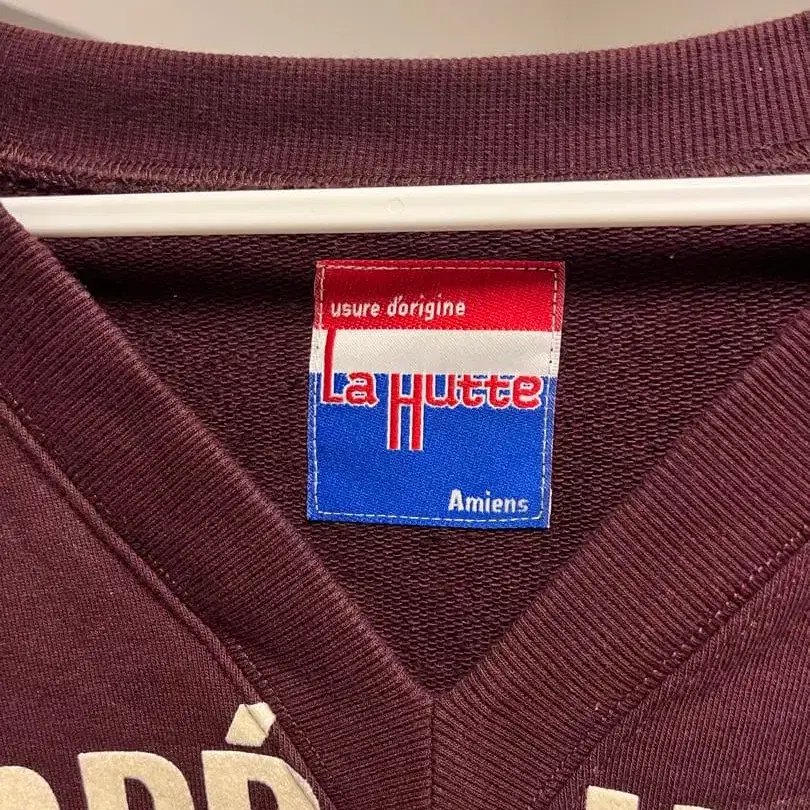 usure d'origine
La Hutte
Amiens